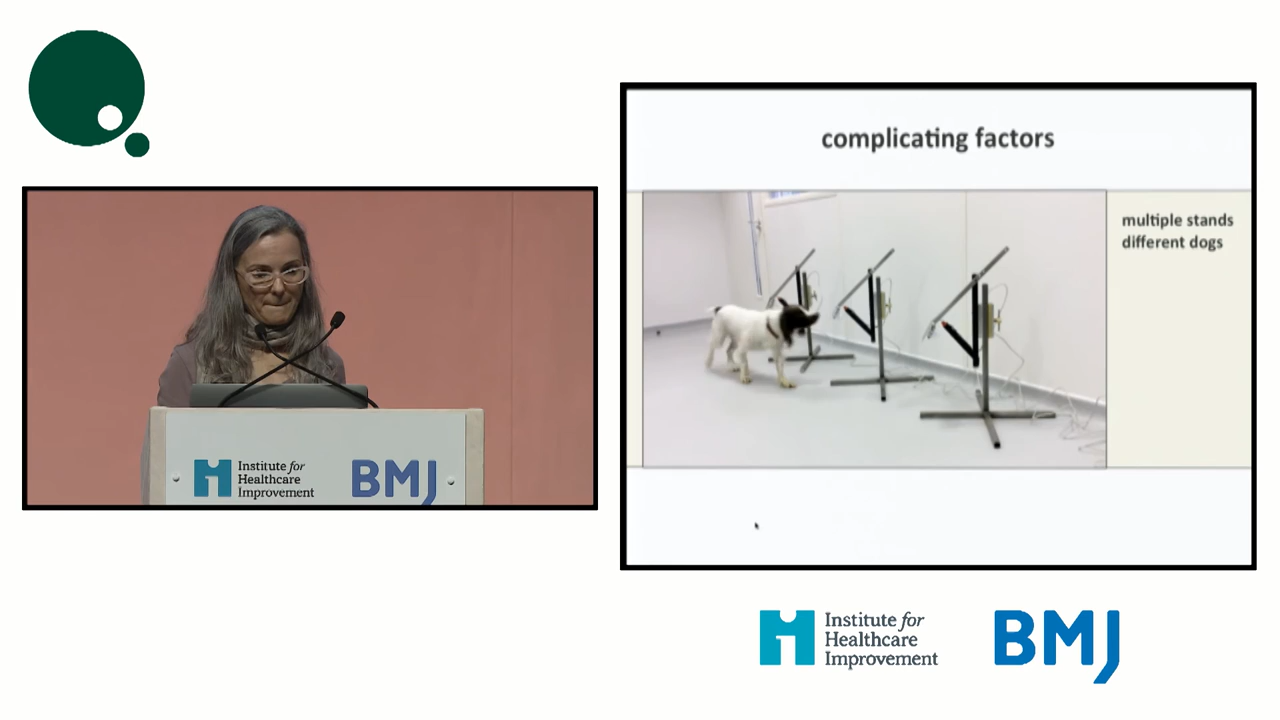 complicating factors
multiple stands
different dogs
Institute for
Healthcare
Improvement
BMJ
Institute for
Healthcare
Improvement
BMJ